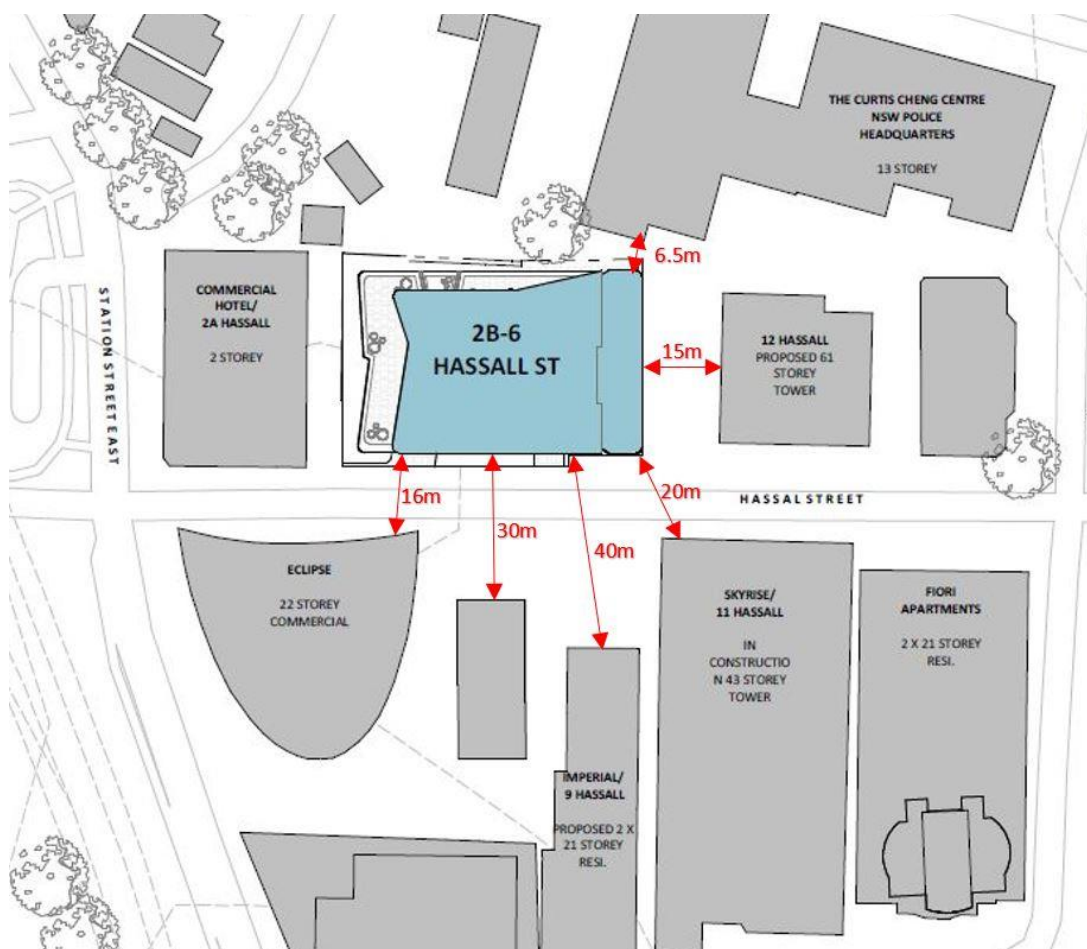 THE CURTIS CHENG CENTRE
NSW POLICE
HEADQUARTERS
13 STOREY
6.5m
COMMERCIAL
HOTEL/
2A HASSALL
2 STOREY
STATION STREET EAST
2B-6
HASSALL ST
15m
12 HASSALL
PROPOSED 61
STOREY
TOWER
16m
30m
40m
20m
HASSAL STREET
ECLIPSE
22 STOREY
COMMERCIAL
SKYRISE/
11 HASSALL
IN
CONSTRUCTIO
N 43 STOREY
TOWER
FIORI
APARTMENTS
2 X 21 STOREY
RESI.
IMPERIAL/
9 HASSALL
PROPOSED 2 X
21 STOREY
RESI.